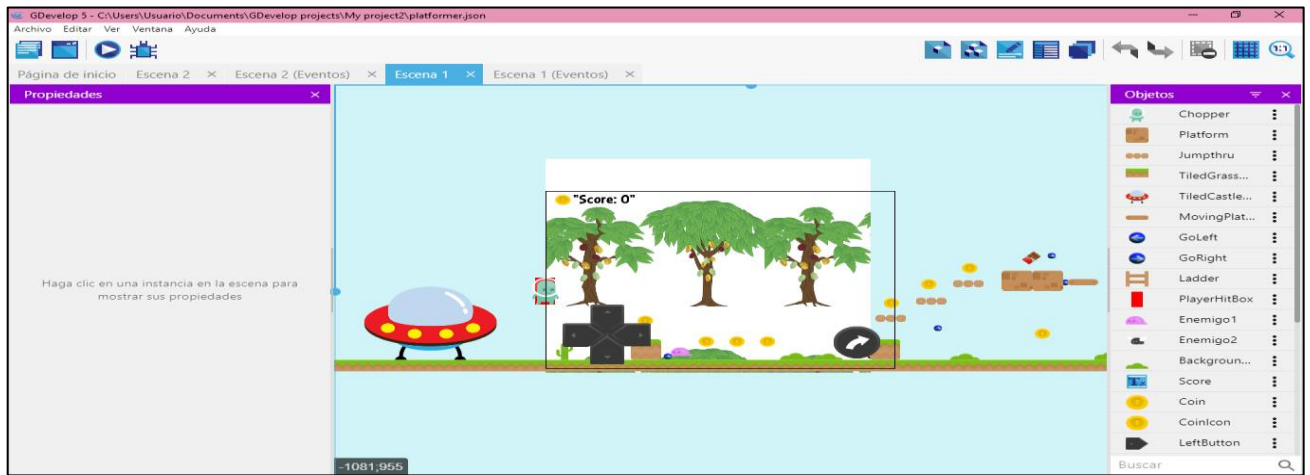 GDevelop 5 - C:\Users\Usuario\Documents\GDevelop projects\My project2\platformer.json
Archivo Editar Ver Ventana Ayuda
1:1
Página de inicio Escena 2 × Escena 2 (Eventos) × Escena 1 × Escena 1 (Eventos) ×
Propiedades ×
Haga clic en una instancia en la escena para
mostrar sus propiedades
"Score: 0"
-1081;955
Objetos ×
Chopper
Platform
Jumpthru
TiledGrass...
TiledCastle...
MovingPlat...
GoLeft
GoRight
Ladder
PlayerHitBox
Enemigo1
Enemigo2
Backgroun...
Score
Coin
CoinIcon
LeftButton
Buscar